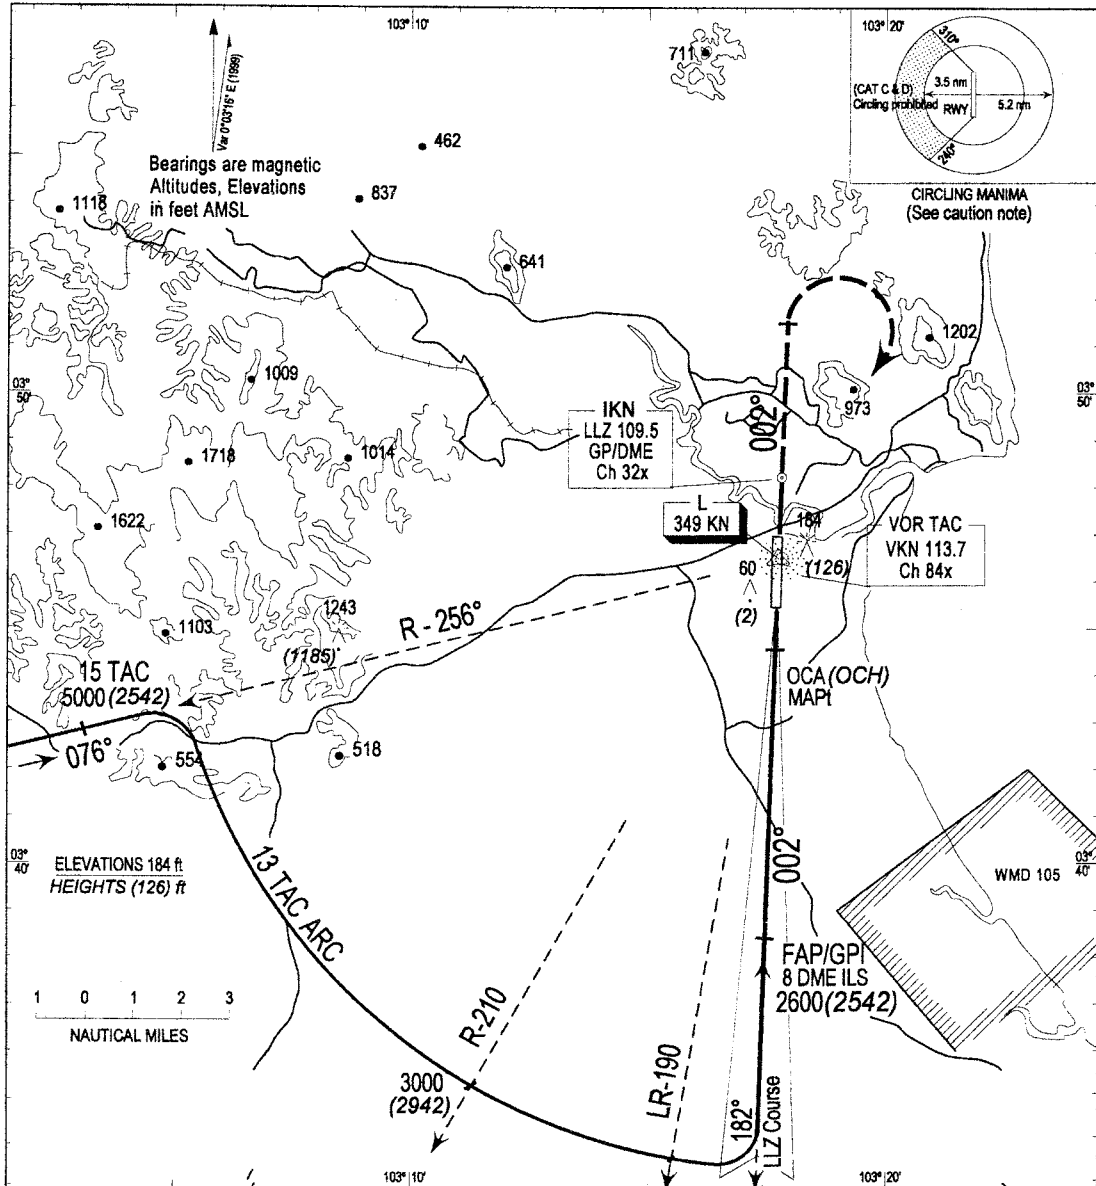 103° 10'
103° 20'
711
310°
3.5 nm
(CAT C & D)
Circling prohibited
RWY
5.2 nm
240°
CIRCLING MANIMA
(See caution note)
Var 0°03'16" E (1999)
Bearings are magnetic
Altitudes, Elevations
in feet AMSL
462
837
1118
641
1202
1009
03°
50'
03°
50'
973
002°
IKN
LLZ 109.5
GP/DME
Ch 32x
1718
1014
1622
L
349 KN
184
(126)
VOR TAC
VKN 113.7
Ch 84x
60
(2)
1243
(1185)
1103
R - 256°
15 TAC
5000 (2542)
076°
554
518
OCA (OCH)
MAPt
002°
03°
40'
03°
40'
ELEVATIONS 184 ft
HEIGHTS (126) ft
13 TAC ARC
WMD 105
FAP/GPI
8 DME ILS
2600 (2542)
1 0 1 2 3
NAUTICAL MILES
R-210
3000
(2942)
LR-190
182°
LLZ Course
103° 10'
103° 20'